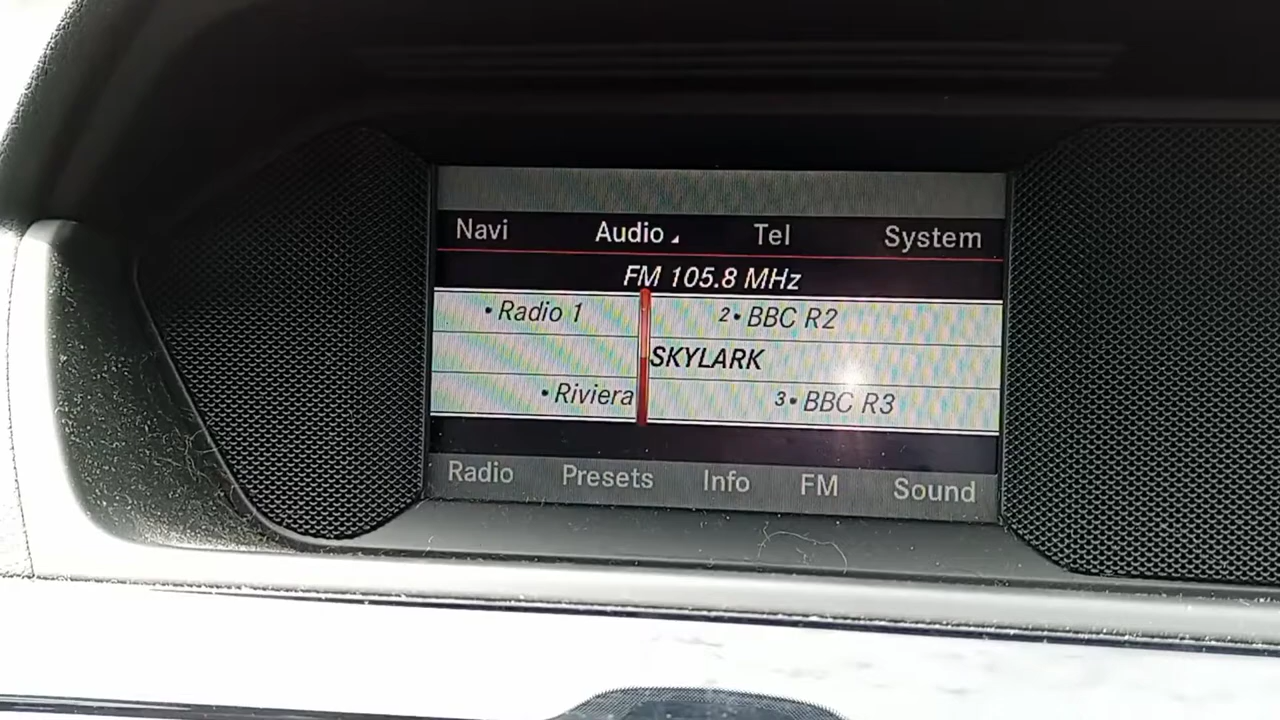 Navi Audio Tel System
FM 105.8 MHz
•Radio 1 2•BBC R2
SKYLARK
•Riviera 3•BBC R3
Radio Presets Info FM Sound